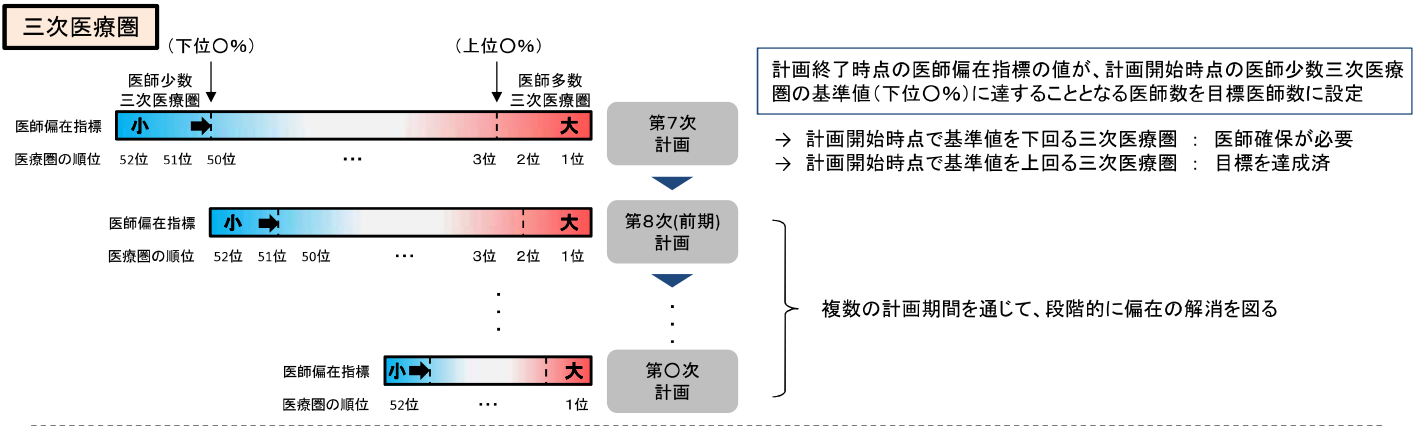 三次医療圏
（下位〇％）
（上位〇％）
医師少数
三次医療圏
医師多数
三次医療圏
医師偏在指標
小
大
医療圏の順位
52位
51位
50位
…
3位
2位
1位
第７次
計画
計画終了時点の医師偏在指標の値が、計画開始時点の医師少数三次医療
圏の基準値（下位〇％）に達することとなる医師数を目標医師数に設定
→ 計画開始時点で基準値を下回る三次医療圏 ： 医師確保が必要
→ 計画開始時点で基準値を上回る三次医療圏 ： 目標を達成済
医師偏在指標
小
大
医療圏の順位
52位
51位
50位
…
3位
2位
1位
第８次(前期)
計画
複数の計画期間を通じて、段階的に偏在の解消を図る
医師偏在指標
小
大
医療圏の順位
52位
…
1位
第〇次
計画